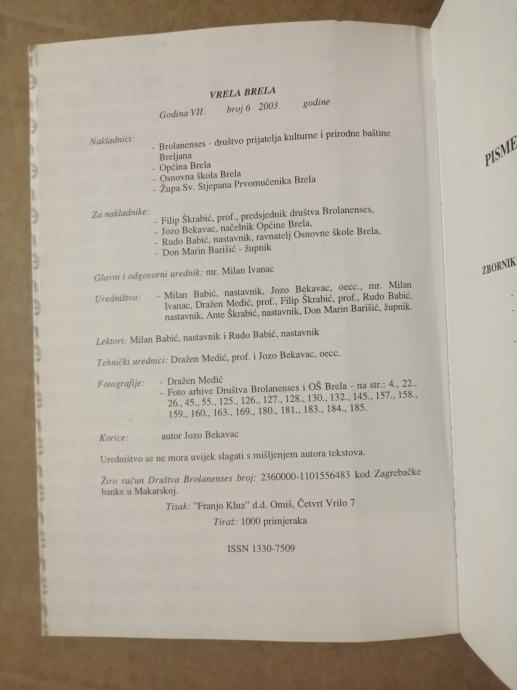 VRELA BRELA
Godina VII. broj 6 2003. godine
Nakladnici:
- Brolanenses - društvo prijatelja kulturne i prirodne baštine
Breljana
- Općina Brela
- Osnovna škola Brela
- Župa Sv. Stjepana Prvomučenika Brela
Za nakladnike:
- Filip Škrabić, prof., predsjednik društva Brolanenses,
- Jozo Bekavac, načelnik Općine Brela,
- Rudo Babić, nastavnik, ravnatelj Osnovne škole Brela,
- Don Marin Barišić - župnik
Glavni i odgovorni urednik: mr. Milan Ivanac
Uredništvo: - Milan Babić, nastavnik, Jozo Bekavac, oecc., mr. Milan
Ivanac, Dražen Medić, prof., Filip Škrabić, prof., Rudo Babić,
nastavnik, Ante Škrabić, nastavnik, Don Marin Barišić, župnik.
Lektori: Milan Babić, nastavnik i Rudo Babić, nastavnik
Tehnički urednici: Dražen Medić, prof. i Jozo Bekavac, oecc.
Fotografije: - Dražen Medić
- Foto arhive Društva Brolanenses i OŠ Brela - na str.: 4., 22.,
26., 45., 55., 125., 126., 127., 128., 130., 132., 145., 157., 158.,
159., 160., 163., 169., 180., 181., 183., 184., 185.
Korice: autor Jozo Bekavac
Uredništvo se ne mora uvijek slagati s mišljenjem autora tekstova.
Žiro račun Društva Brolanenses broj: 2360000-1101556483 kod Zagrebačke
banke u Makarskoj.
Tisak: "Franjo Kluz" d.d. Omiš, Četvrt Vrilo 7
Tiraž: 1000 primjeraka
ISSN 1330-7509
ZBORNIK